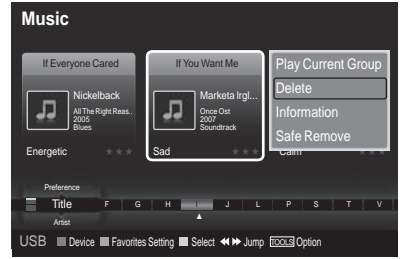 Music
If Everyone Cared
Nickelback
All The Right Reas..
2005
Blues
Energetic
If You Want Me
Marketa Irgl...
Once Ost
2007
Soundtrack
Sad
Play Current Group
Delete
Information
Safe Remove
Calm
Preference
Title F G H I J L P S T V
Artist
USB Device Favorites Setting Select Jump TOOLS Option